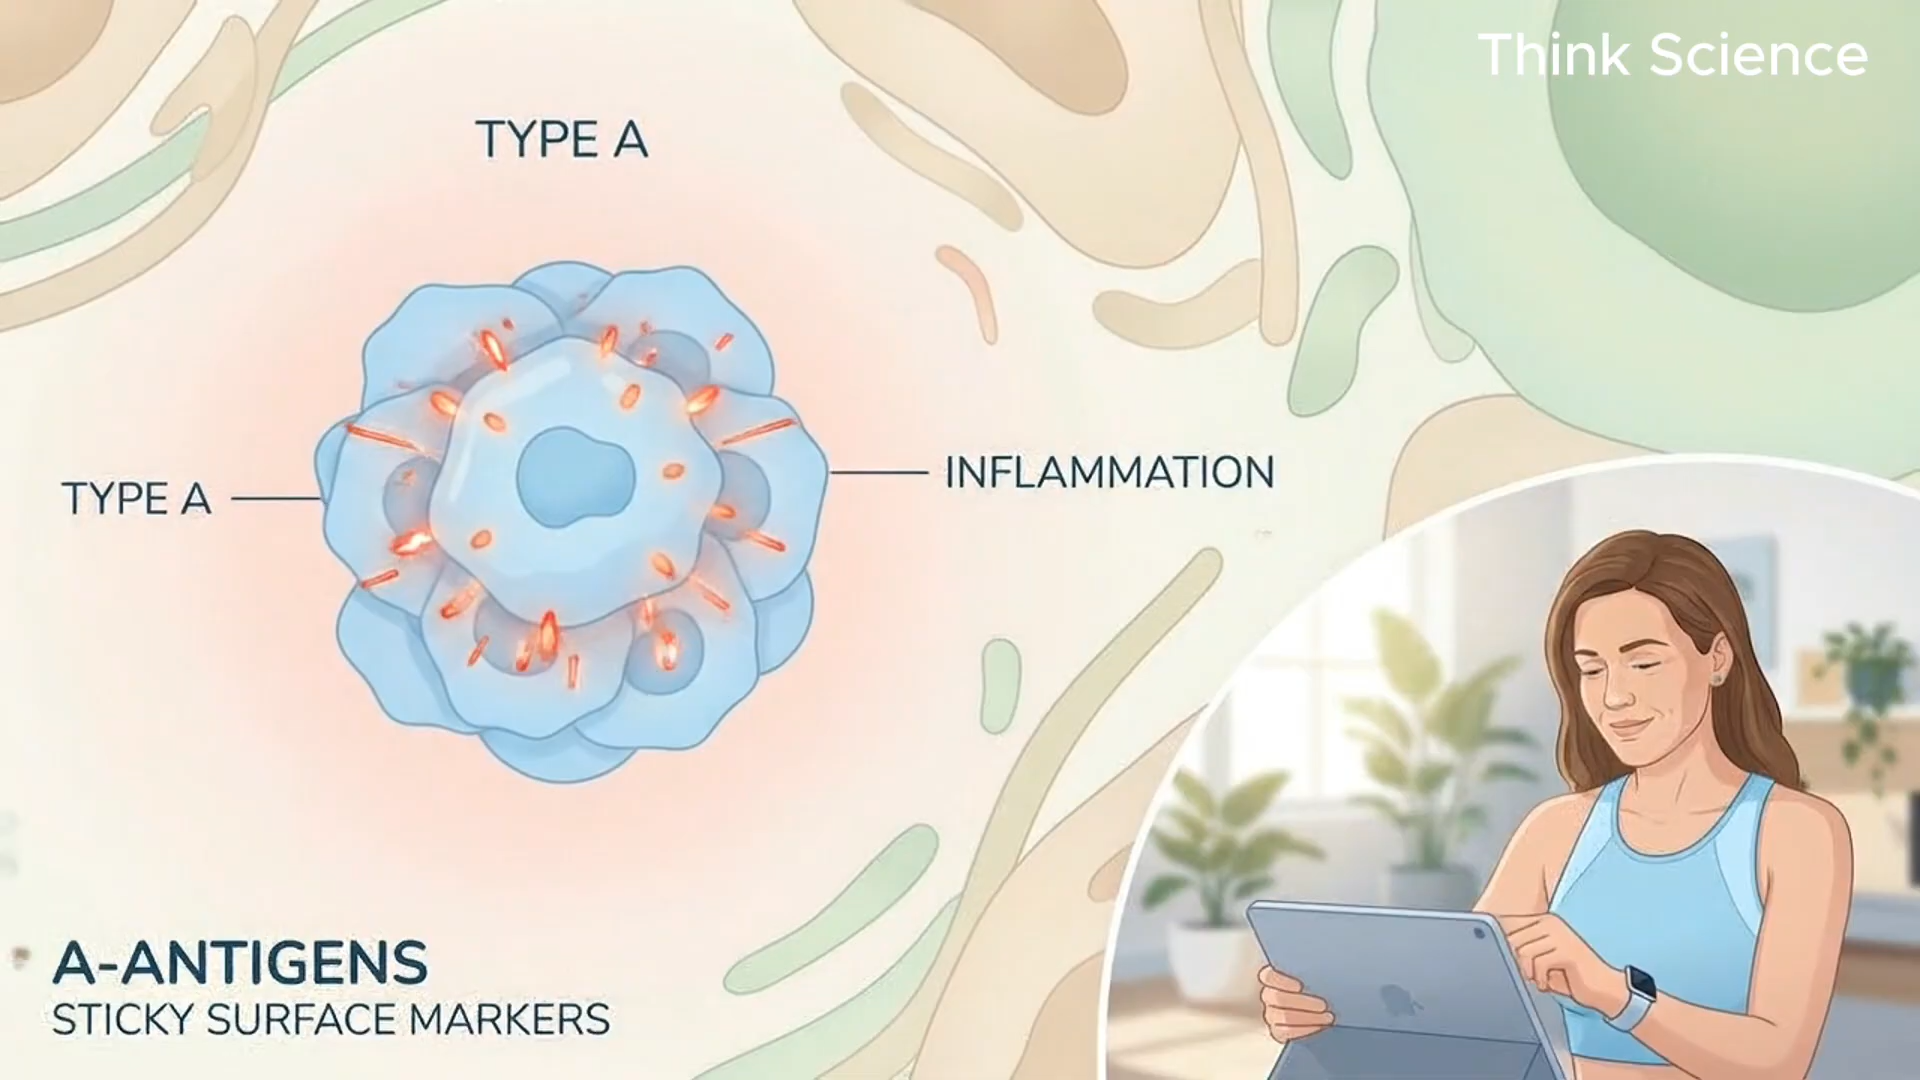 Think Science
TYPE A
TYPE A
INFLAMMATION
A-ANTIGENS
STICKY SURFACE MARKERS